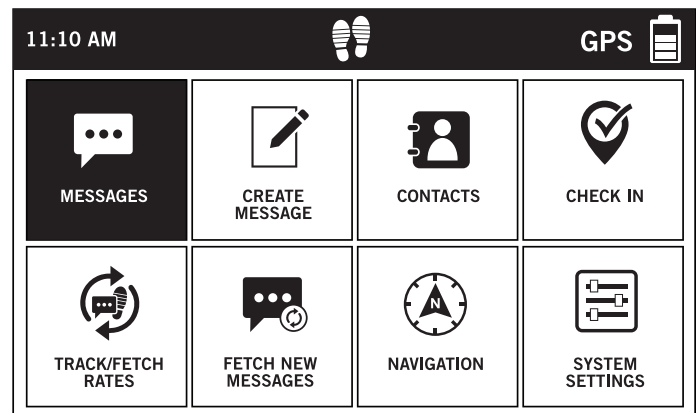 11:10 AM
GPS
MESSAGES
CREATE
MESSAGE
CONTACTS
CHECK IN
TRACK/FETCH
RATES
FETCH NEW
MESSAGES
N
NAVIGATION
SYSTEM
SETTINGS